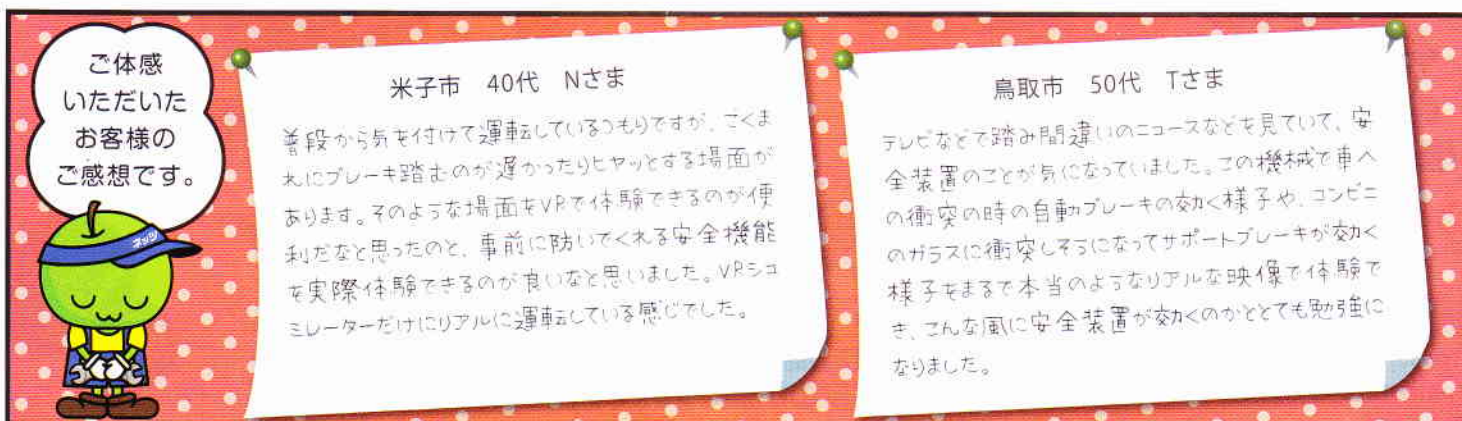 ご体感
いただいた
お客様の
ご感想です。
ネッツ
米子市 40代 Nさま
普段から気を付けて運転しているつもりですが、ごくま
れにブレーキ踏むのが遅かったりヒヤッとする場面が
あります。そのような場面をVRで体験できるのが便
利だなと思ったのと、事前に防いでくれる安全機能
を実際体験できるのが良いなと思いました。VRシュ
ミレーターだけにリアルに運転している感じでした。
鳥取市 50代 Tさま
テレビなどで踏み間違いのニュースなどを見ていて、安
全装置のことが気になっていました。この機械で車へ
の衝突の時の自動ブレーキの効く様子や、コンビニ
のガラスに衝突しそうになってサポートブレーキが効く
様子をまるで本当のようなリアルな映像で体験で
き、こんな風に安全装置が効くのかととても勉強に
なりました。